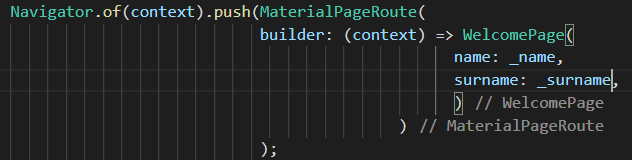 Navigator.of(context).push(MaterialPageRoute(
builder: (context) => WelcomePage(
name: _name,
surname: _surname,
) // WelcomePage
) // MaterialPageRoute
);